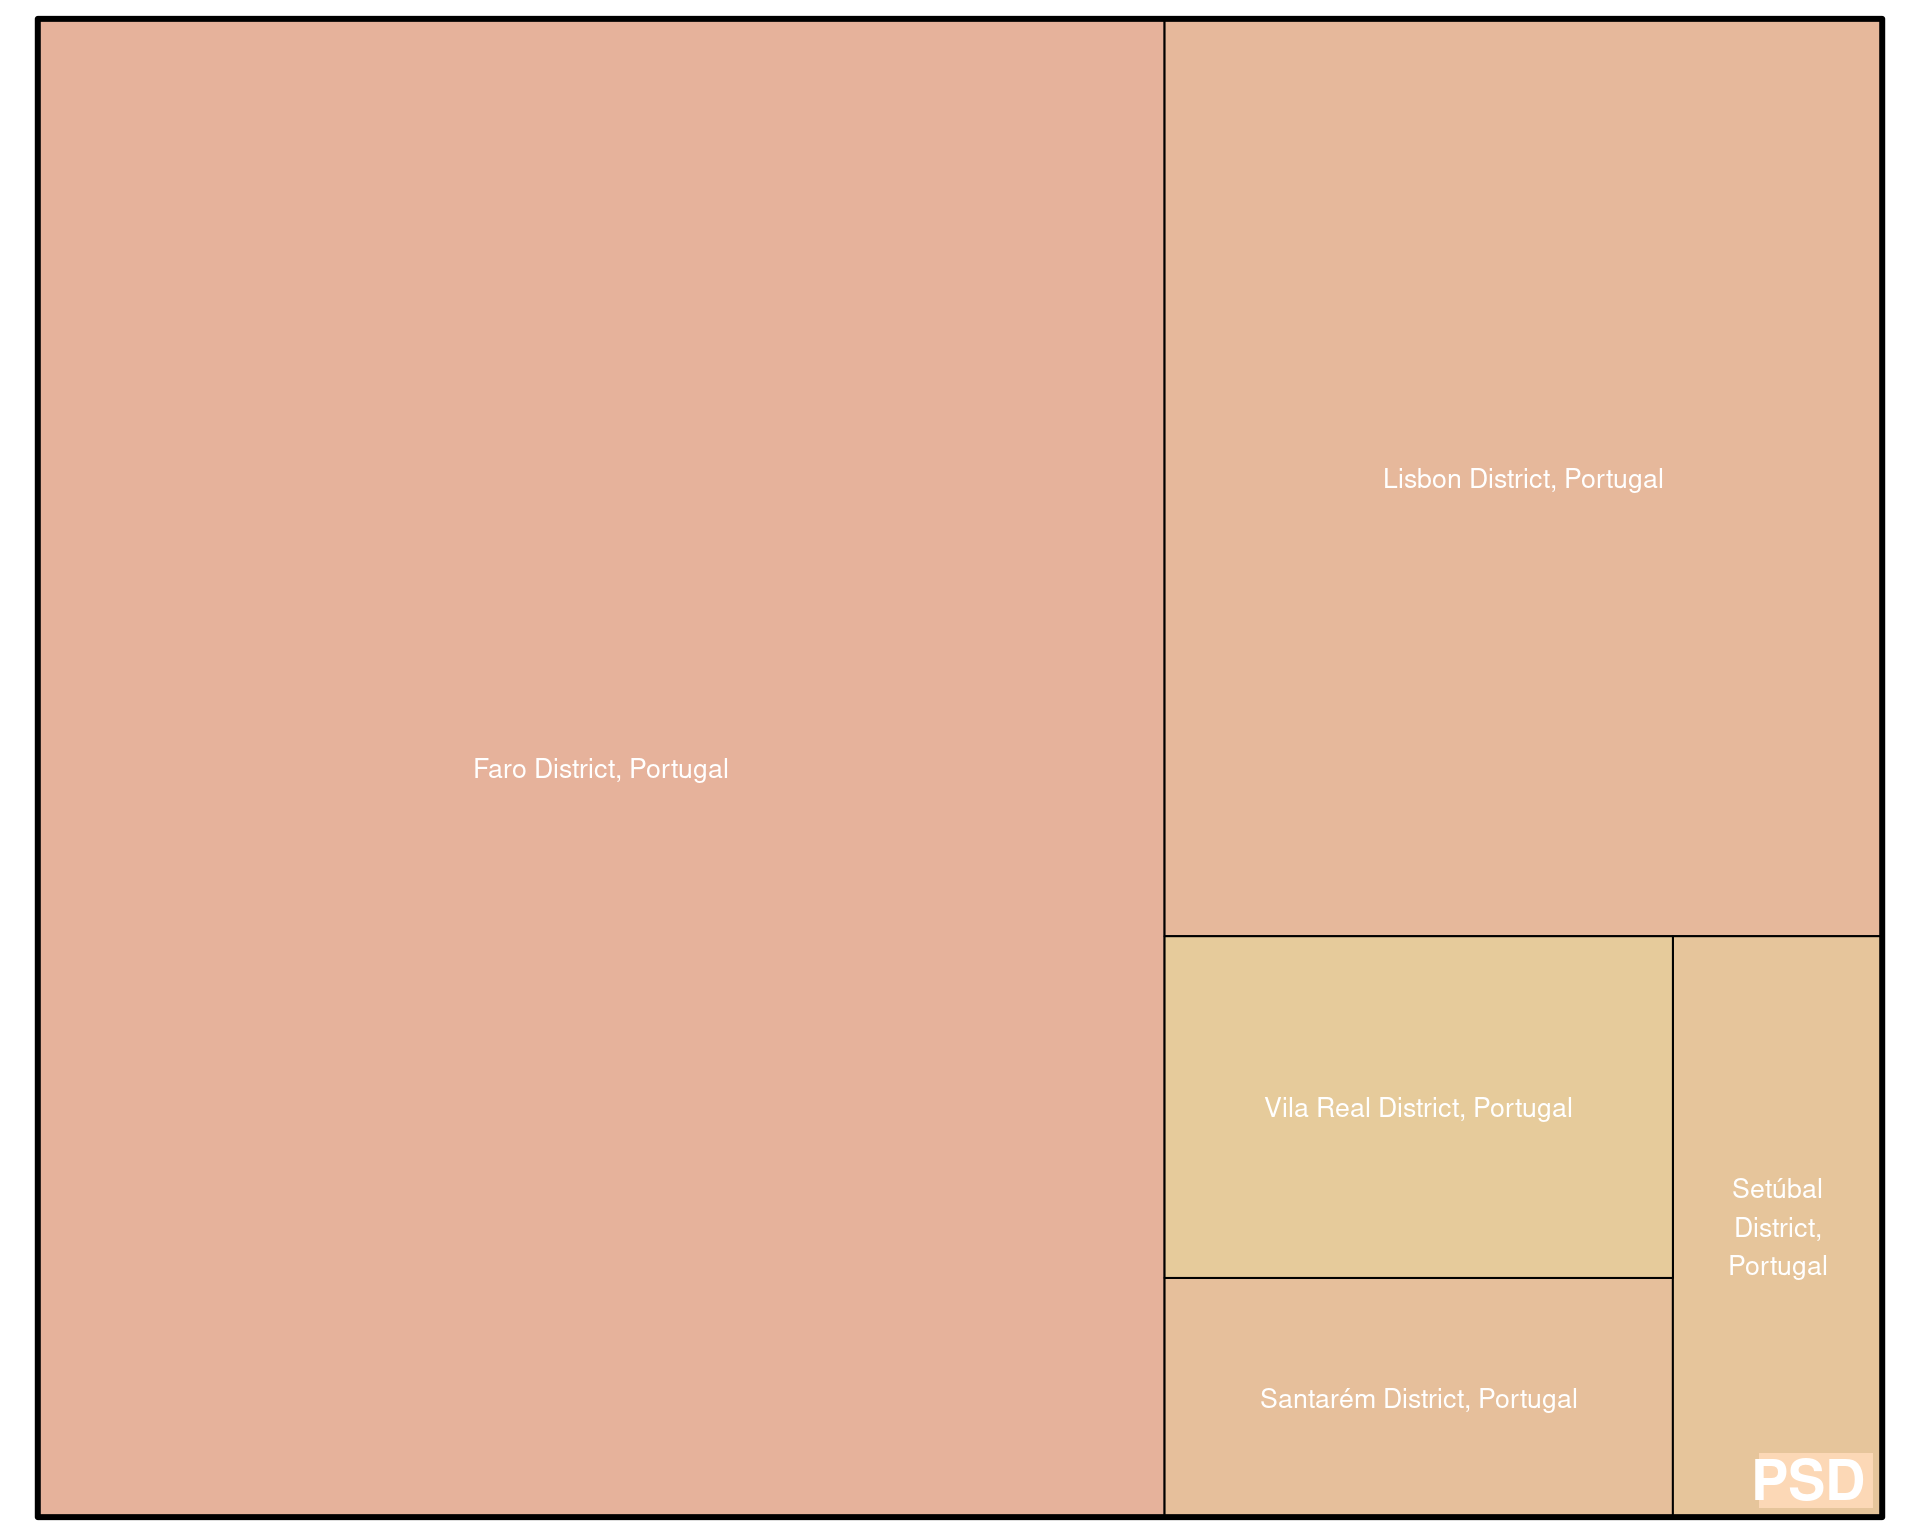 Lisbon District, Portugal
Faro District, Portugal
Vila Real District, Portugal
Setúbal
District,
Portugal
Santarém District, Portugal
PSD